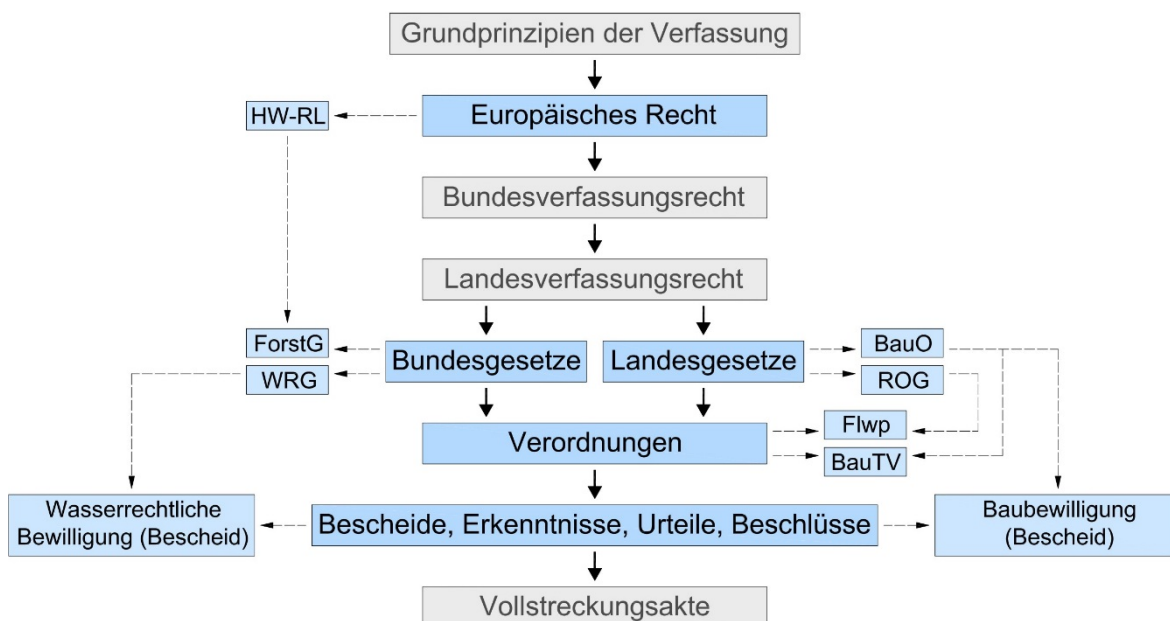 Grundprinzipien der Verfassung
HW-RL
Europäisches Recht
Bundesverfassungsrecht
Landesverfassungsrecht
ForstG
Bundesgesetze
Landesgesetze
BauO
WRG
ROG
Verordnungen
Flwp
BauTV
Wasserrechtliche
Bewilligung (Bescheid)
Bescheide, Erkenntnisse, Urteile, Beschlüsse
Baubewilligung
(Bescheid)
Vollstreckungsakte